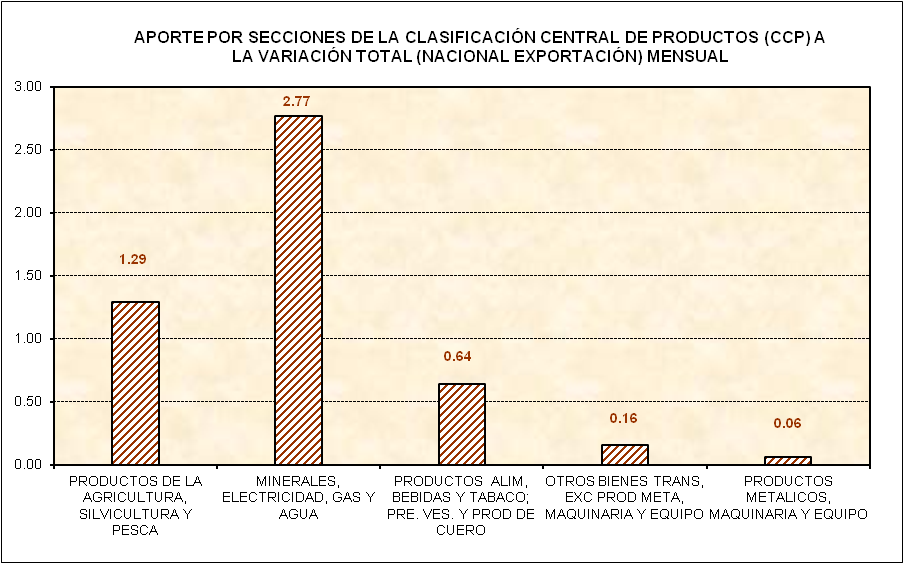 APORTE POR SECCIONES DE LA CLASIFICACIÓN CENTRAL DE PRODUCTOS (CCP) A
LA VARIACIÓN TOTAL (NACIONAL EXPORTACIÓN) MENSUAL
3.00
2.50
2.00
1.50
1.00
0.50
0.00
1.29
2.77
0.64
0.16
0.06
PRODUCTOS DE LA
AGRICULTURA,
SILVICULTURA Y
PESCA
MINERALES,
ELECTRICIDAD, GAS Y
AGUA
PRODUCTOS ALIM,
BEBIDAS Y TABACO;
PRE. VES. Y PROD DE
CUERO
OTROS BIENES TRANS,
EXC PROD META,
MAQUINARIA Y EQUIPO
PRODUCTOS
METALICOS,
MAQUINARIA Y EQUIPO